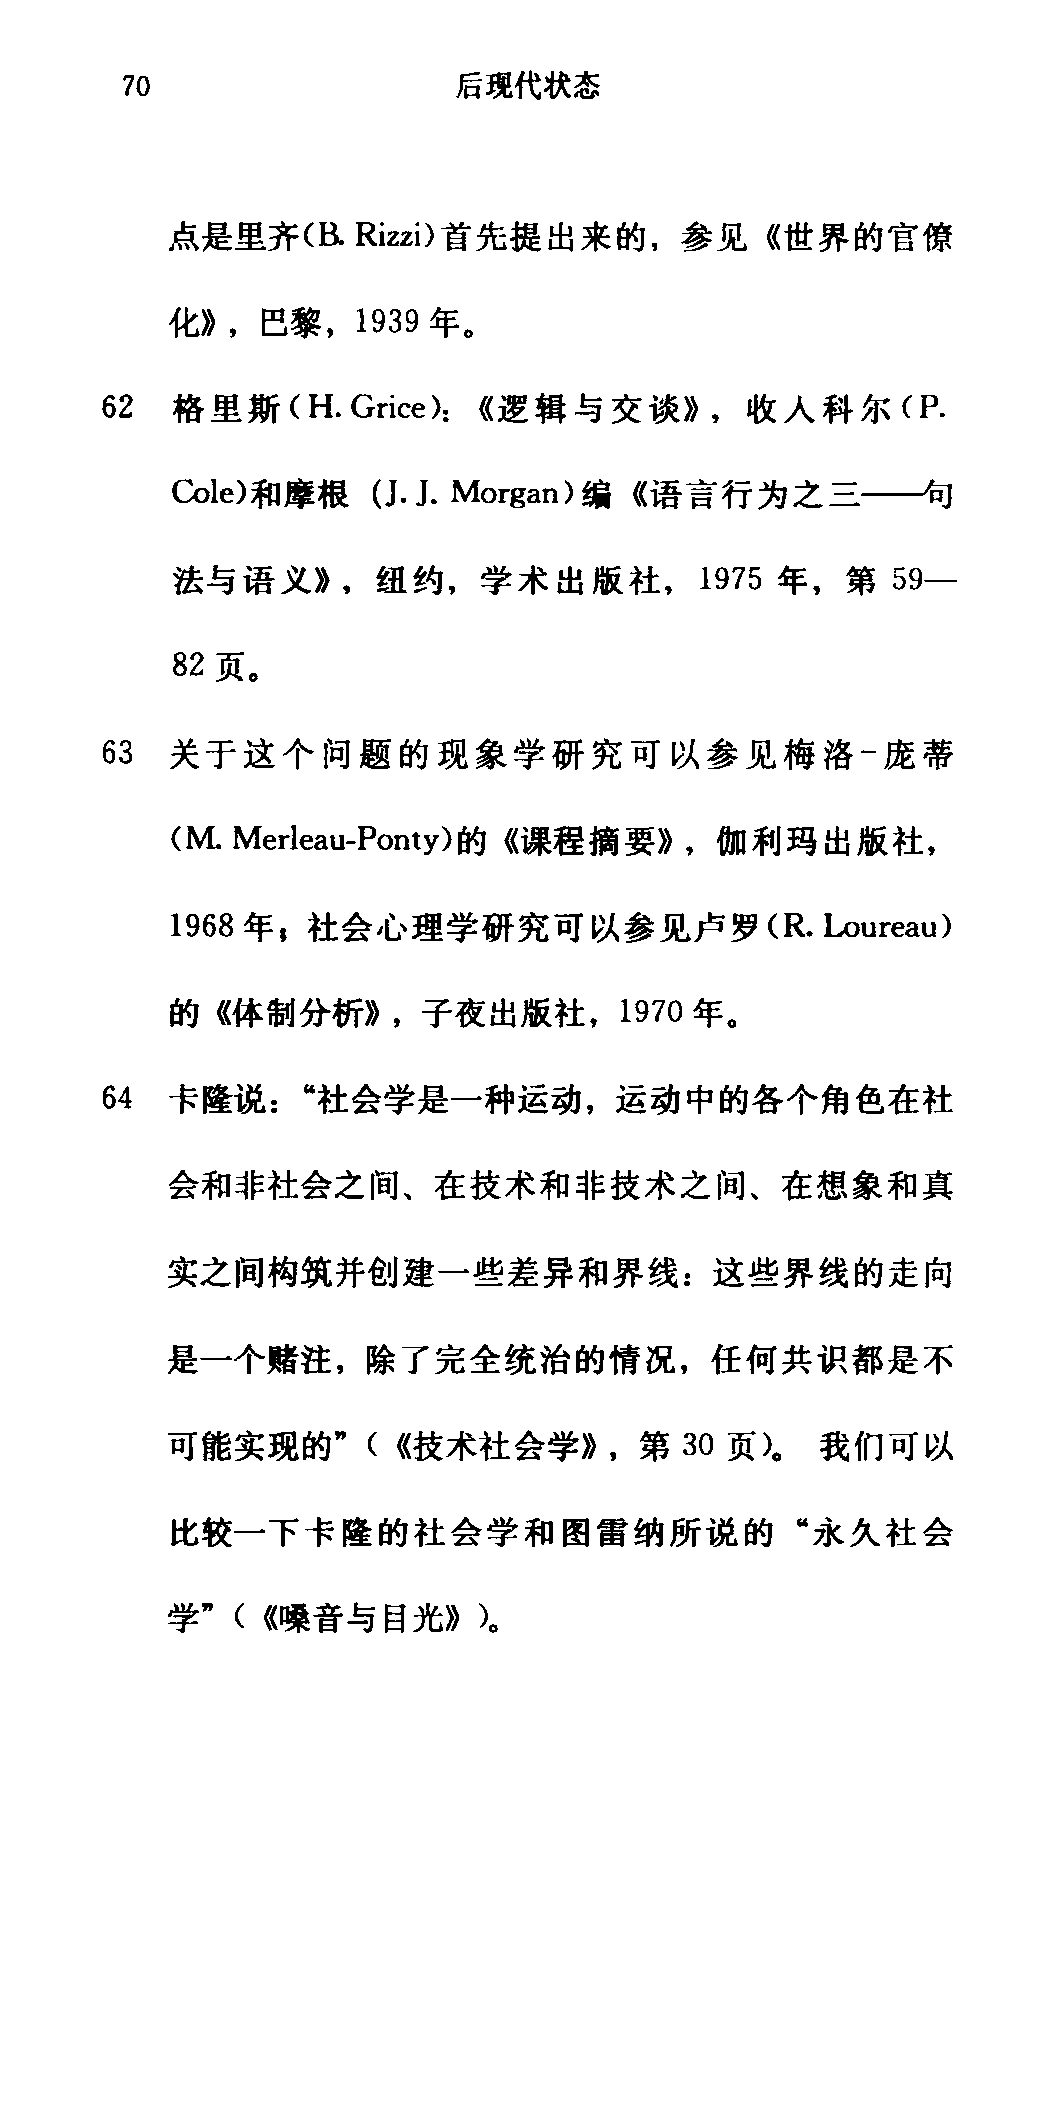 70 后现代状态
点是里齐(B. Rizzi)首先提出来的，参见《世界的官僚
化》，巴黎，1939 年。
62 格里斯(H. Grice)：《逻辑与交谈》，收人科尔(P.
Cole)和摩根 (J. J. Morgan)编《语言行为之三——句
法与语义》，纽约，学术出版社，1975 年，第 59—
82 页。
63 关于这个问题的现象学研究可以参见梅洛-庞蒂
(M. Merleau-Ponty)的《课程摘要》，伽利玛出版社，
1968 年；社会心理学研究可以参见卢罗(R. Loureau)
的《体制分析》，子夜出版社，1970 年。
64 卡隆说：“社会学是一种运动，运动中的各个角色在社
会和非社会之间、在技术和非技术之间、在想象和真
实之间构筑并创建一些差异和界线：这些界线的走向
是一个赌注，除了完全统治的情况，任何共识都是不
可能实现的”(《技术社会学》，第 30 页)。 我们可以
比较一下卡隆的社会学和图雷纳所说的“永久社会
学”(《嗓音与目光》)。